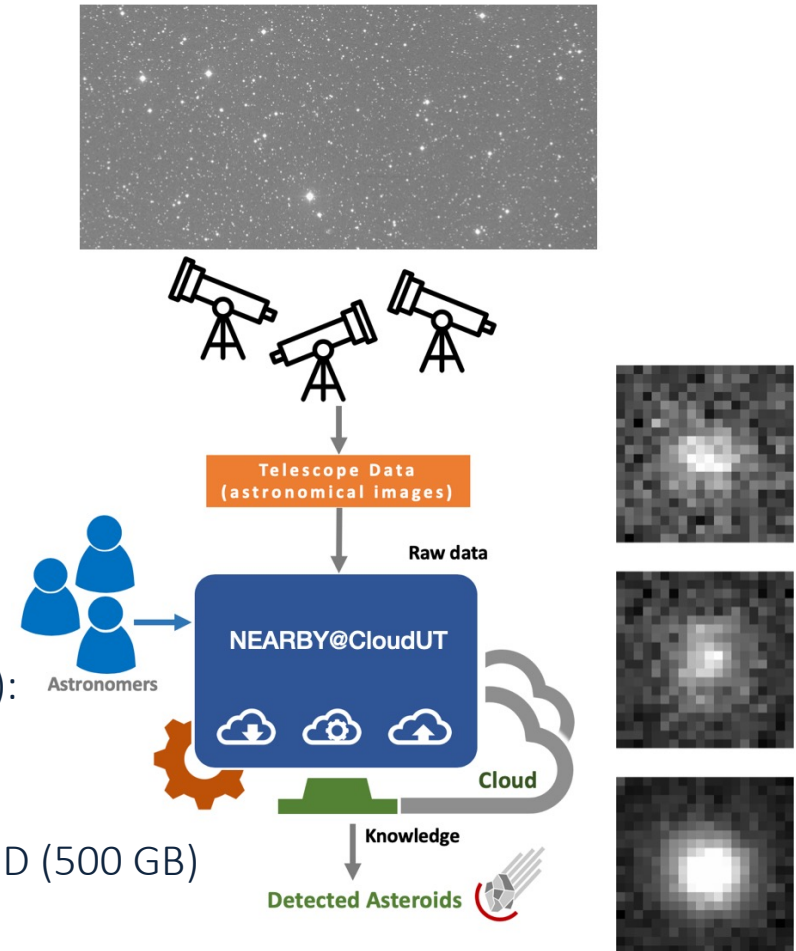 Telescope Data
(astronomical images)
Raw data
NEARBY@CloudUT
):
Astronomers
Cloud
Knowledge
D (500 GB)
Detected Asteroids